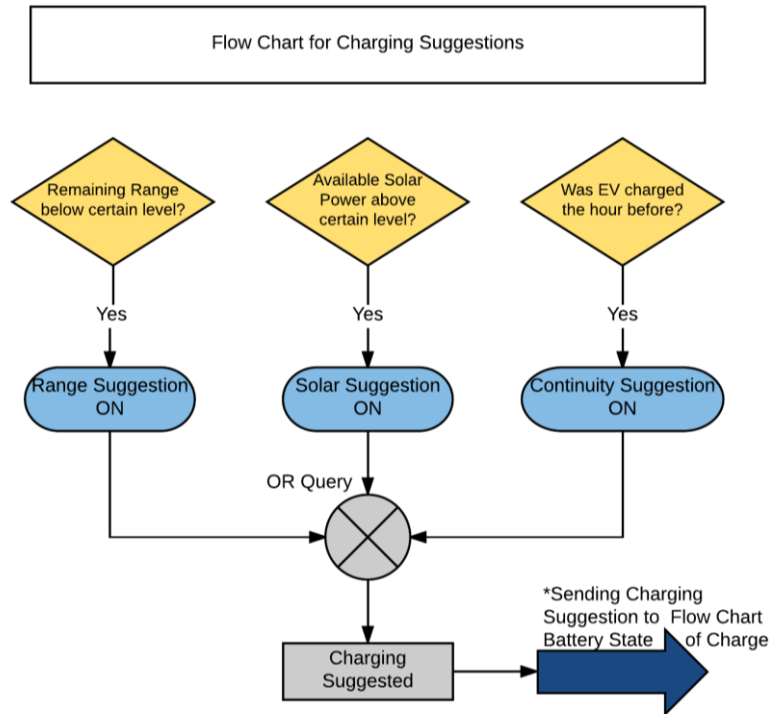 Flow Chart for Charging Suggestions
Remaining Range
below certain level?
Available Solar
Power above
certain level?
Was EV charged
the hour before?
Yes
Yes
Yes
Range Suggestion
ON
Solar Suggestion
ON
Continuity Suggestion
ON
OR Query
*Sending Charging
Suggestion to Flow Chart
Battery State of Charge
Charging
Suggested